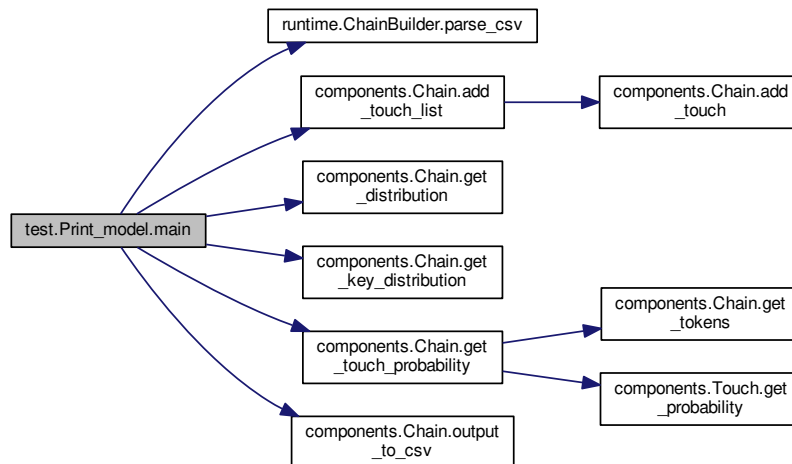 runtime.ChainBuilder.parse_csv
components.Chain.add
_touch_list
components.Chain.add
_touch
components.Chain.get
_distribution
test.Print_model.main
components.Chain.get
_key_distribution
components.Chain.get
_touch_probability
components.Chain.get
_tokens
components.Touch.get
_probability
components.Chain.output
_to_csv